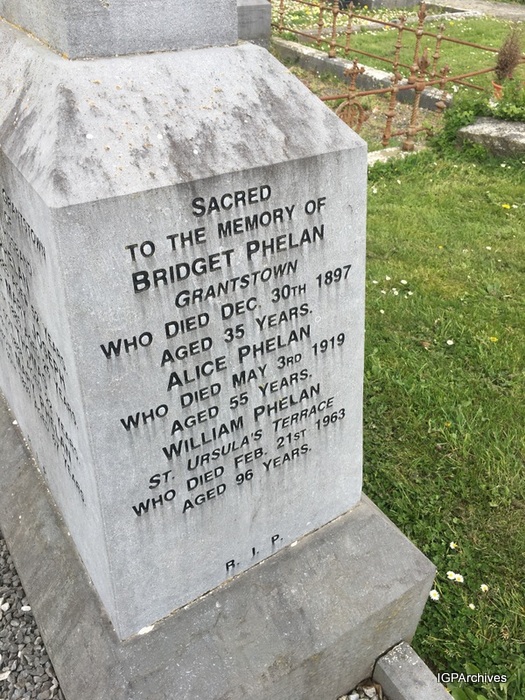 SACRED
TO THE MEMORY OF
BRIDGET PHELAN
GRANTSTOWN
WHO DIED DEC. 30TH 1897
AGED 35 YEARS.
ALICE PHELAN
WHO DIED MAY 3RD 1919
AGED 55 YEARS.
WILLIAM PHELAN
ST. URSULA'S TERRACE
WHO DIED FEB. 21ST 1963
AGED 96 YEARS.
R. I. P.
IGPArchives